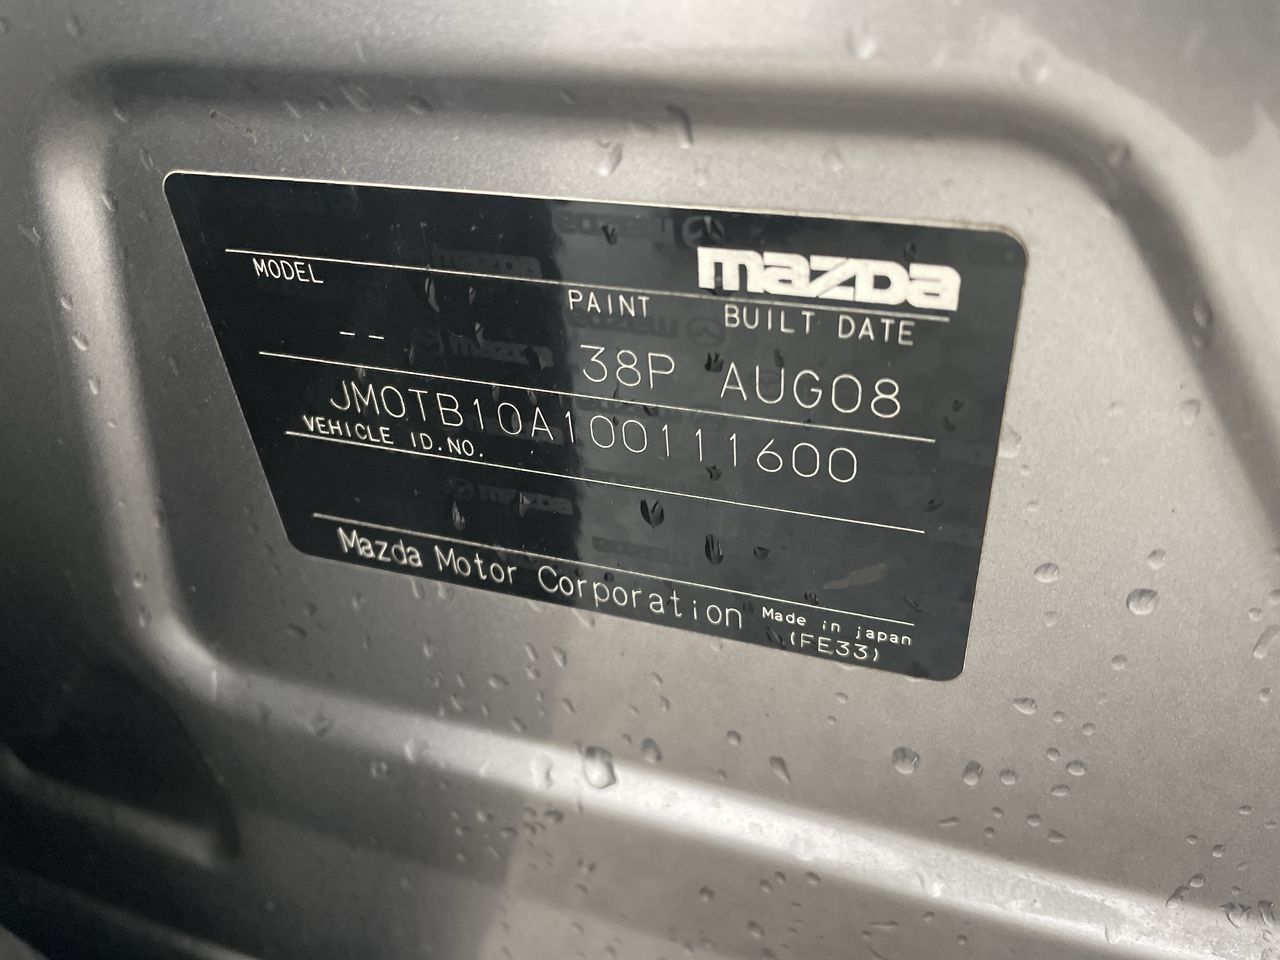 mazda
MODEL PAINT BUILT DATE
-- 38P AUG08
JM0TB10A100111600
VEHICLE ID.NO.
Mazda Motor Corporation Made in japan
(FE33)